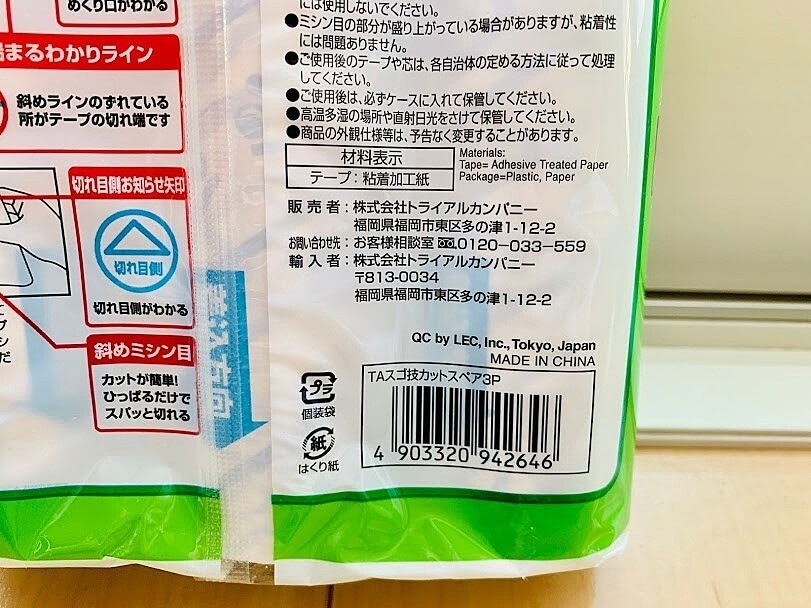 めくり口がわかる
まるわかりライン
斜めラインのずれている
所がテープの切れ端です
切れ目側お知らせ矢印
切れ目側
切れ目側がわかる
斜めミシン目
カットが簡単!
ひっぱるだけで
スパッと切れる
には使用しないでください。
●ミシン目の部分が盛り上がっている場合がありますが、粘着性
には問題ありません。
●ご使用後のテープや芯は、各自治体の定める方法に従って処理
してください。
●ご使用後は、必ずケースに入れて保管してください。
●高温多湿の場所や直射日光をさけて保管してください。
●商品の外観仕様等は、予告なく変更することがあります。
材料表示
テープ:粘着加工紙
Materials:
Tape= Adhesive Treated Paper
Package=Plastic, Paper
販売者:株式会社トライアルカンパニー
福岡県福岡市東区多の津1-12-2
お問い合わせ先:お客様相談室 0120-033-559
輸入者:株式会社トライアルカンパニー
〒813-0034
福岡県福岡市東区多の津1-12-2
QC by LEC, Inc., Tokyo, Japan
MADE IN CHINA
プラ
個装袋
紙
はくり紙
TAスゴ技カットスペア3P
4 903320 942646